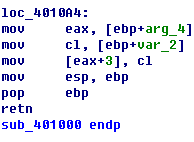 loc_4010A4:
mov     eax, [ebp+arg_4]
mov     cl, [ebp+var_2]
mov     [eax+3], cl
mov     esp, ebp
pop     ebp
retn
sub_401000 endp